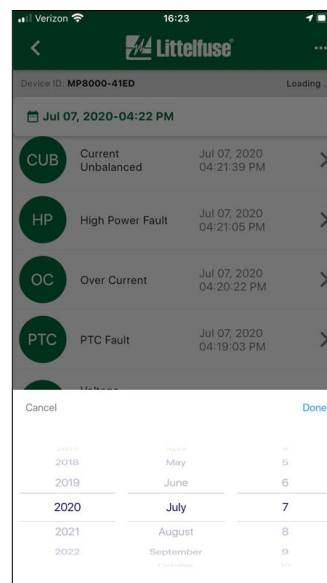 Verizon 16:23
Littelfuse®
Device ID: MP8000-41ED Loading ..
Jul 07, 2020-04:22 PM
CUB Current Unbalanced Jul 07, 2020 04:21:39 PM
HP High Power Fault Jul 07, 2020 04:21:05 PM
OC Over Current Jul 07, 2020 04:20:22 PM
PTC PTC Fault Jul 07, 2020 04:19:03 PM
Voltage
Cancel Done
2018 May 5
2019 June 6
2020 July 7
2021 August 8
2022 September 9